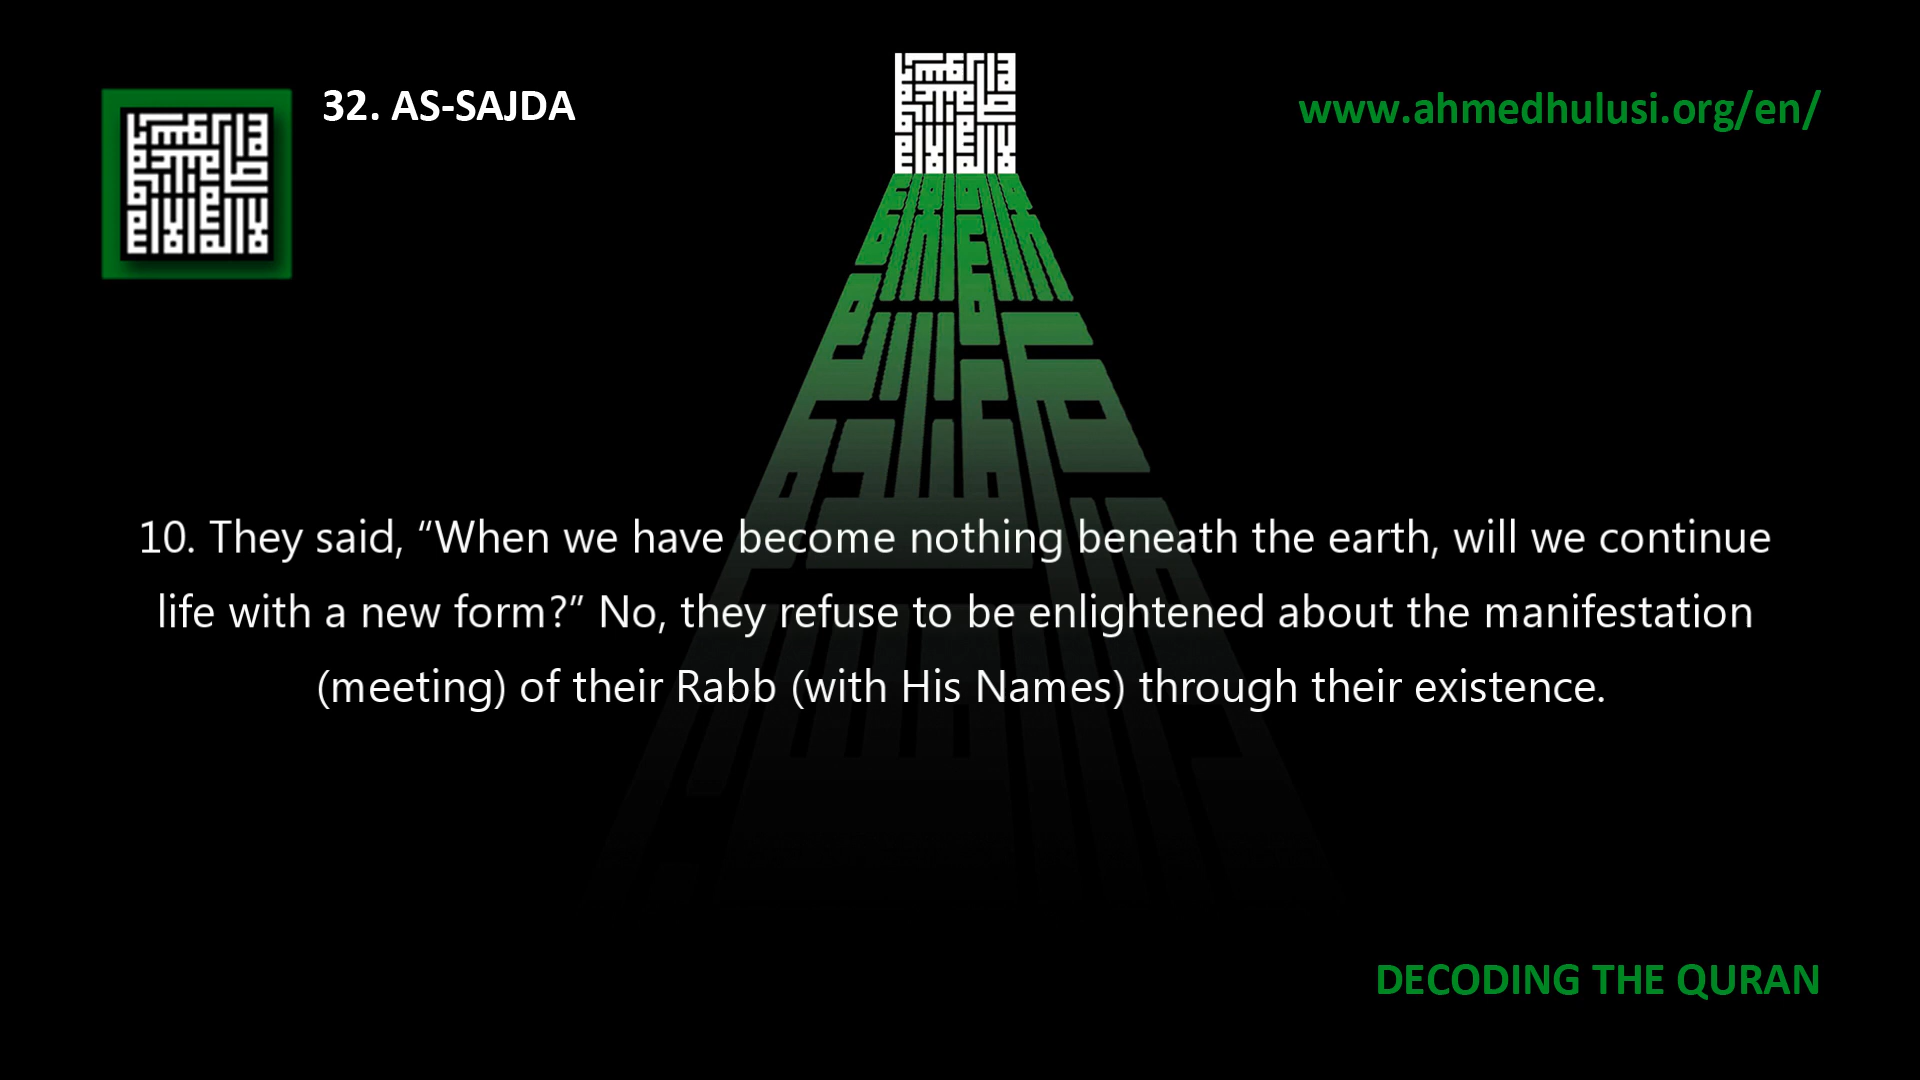 32. AS-SAJDA
www.ahmedhulusi.org/en/
10. They said, “When we have become nothing beneath the earth, will we continue
life with a new form?” No, they refuse to be enlightened about the manifestation
(meeting) of their Rabb (with His Names) through their existence.
DECODING THE QURAN